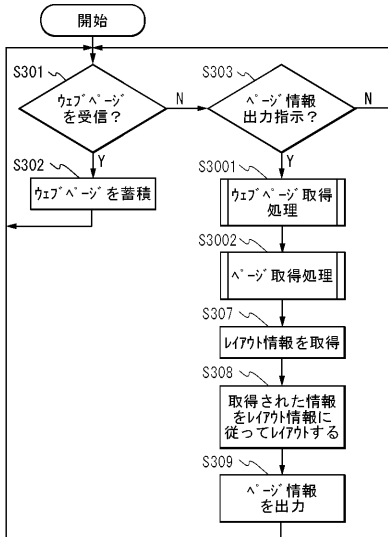 開始
S301
ウェブページ
を受信？
N
Y
S302
ウェブページを蓄積
S303
ページ情報
出力指示？
N
Y
S3001
ウェブページ取得
処理
S3002
ページ取得処理
S307
レイアウト情報を取得
S308
取得された情報
をレイアウト情報に
従ってレイアウトする
S309
ページ情報
を出力